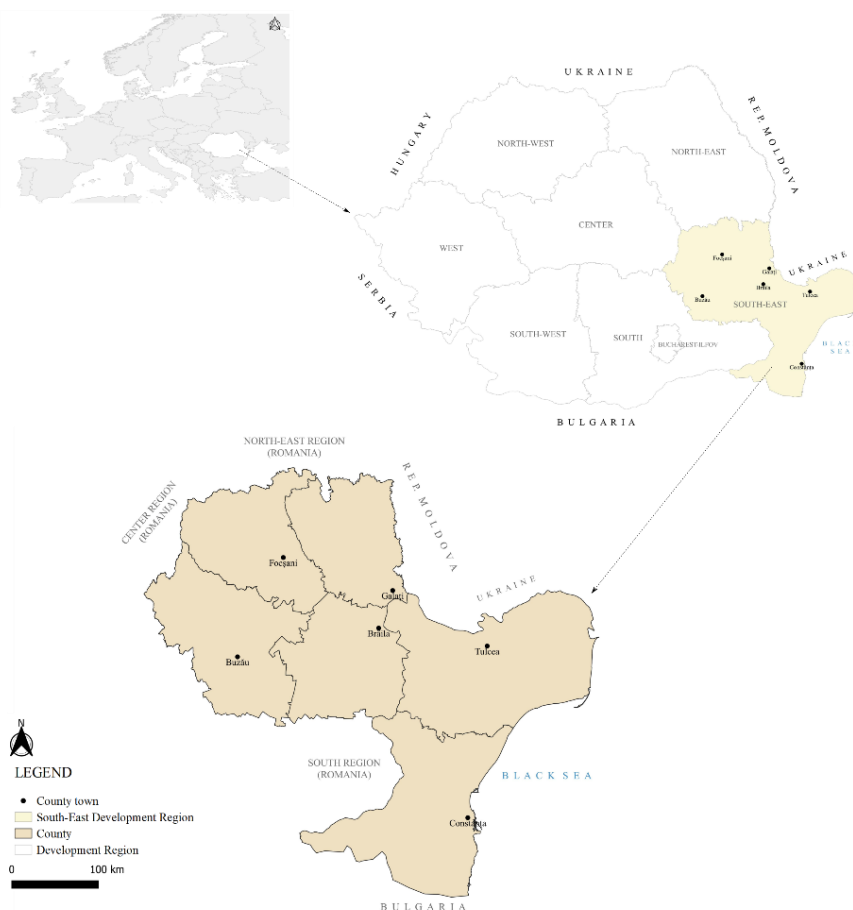 UKRAINE
HUNGARY
REP. MOLDOVA
NORTH-WEST
NORTH-EAST
CENTER
WEST
SERBIA
UKRAINE
Focșani
Galați
Brăila
Buzău
Tulcea
SOUTH-EAST
SOUTH-WEST
SOUTH
BUCHAREST-ILFOV
BLAC
SEA
Constanța
BULGARIA
NORTH-EAST REGION
(ROMANIA)
CENTER REGION
(ROMANIA)
REP. MOLDOVA
UKRAINE
Focșani
Galați
Brăila
Buzău
Tulcea
SOUTH REGION
(ROMANIA)
BLACK SEA
Constanța
BULGARIA
N
LEGEND
County town
South-East Development Region
County
Development Region
0 100 km